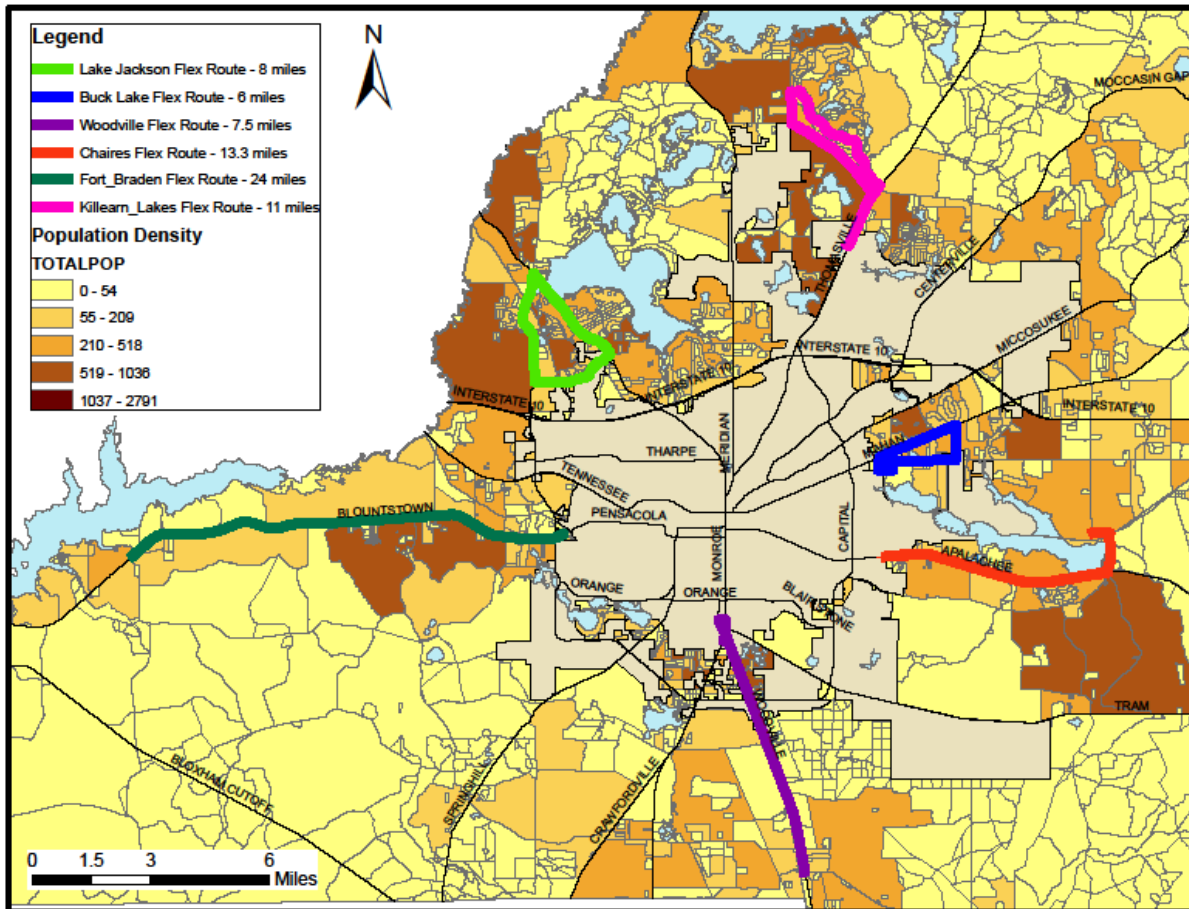 Legend
Lake Jackson Flex Route - 8 miles
Buck Lake Flex Route - 6 miles
Woodville Flex Route - 7.5 miles
Chaires Flex Route - 13.3 miles
Fort_Braden Flex Route - 24 miles
Killearn_Lakes Flex Route - 11 miles
Population Density
TOTALPOP
0 - 54
55 - 209
210 - 518
519 - 1036
1037 - 2791
N
MOCCASIN GAP
THOMASVILLE
CENTERVILLE
MICCOSUKEE
INTERSTATE 10
INTERSTATE 10
INTERSTATE 10
INTERSTATE 10
MERIDIAN
MAHAN
THARPE
TENNESSEE
BLOUNTSTOWN
PENSACOLA
CAPITAL
MONROE
APALACHEE
ORANGE
ORANGE
BLAIRSTONE
WOODVILLE
TRAM
BLOXHAM CUTOFF
SPRINGHILL
CRAWFORDVILLE
0 1.5 3 6
Miles